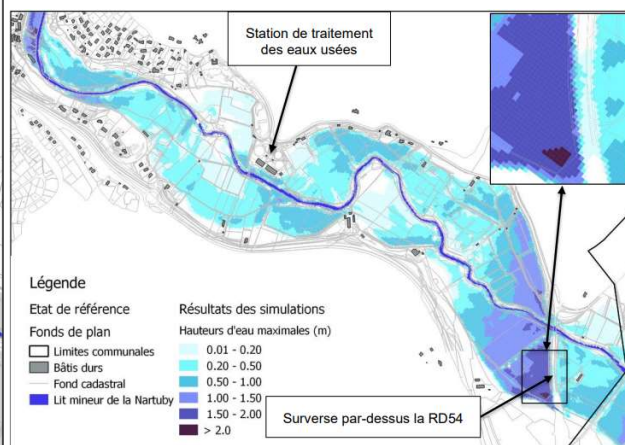 Station de traitement
des eaux usées
Légende
Etat de référence
Fonds de plan
Limites communales
Bâtis durs
Fond cadastral
Lit mineur de la Nartuby
Résultats des simulations
Hauteurs d'eau maximales (m)
0.01 - 0.20
0.20 - 0.50
0.50 - 1.00
1.00 - 1.50
1.50 - 2.00
> 2.0
Surverse par-dessus la RD54